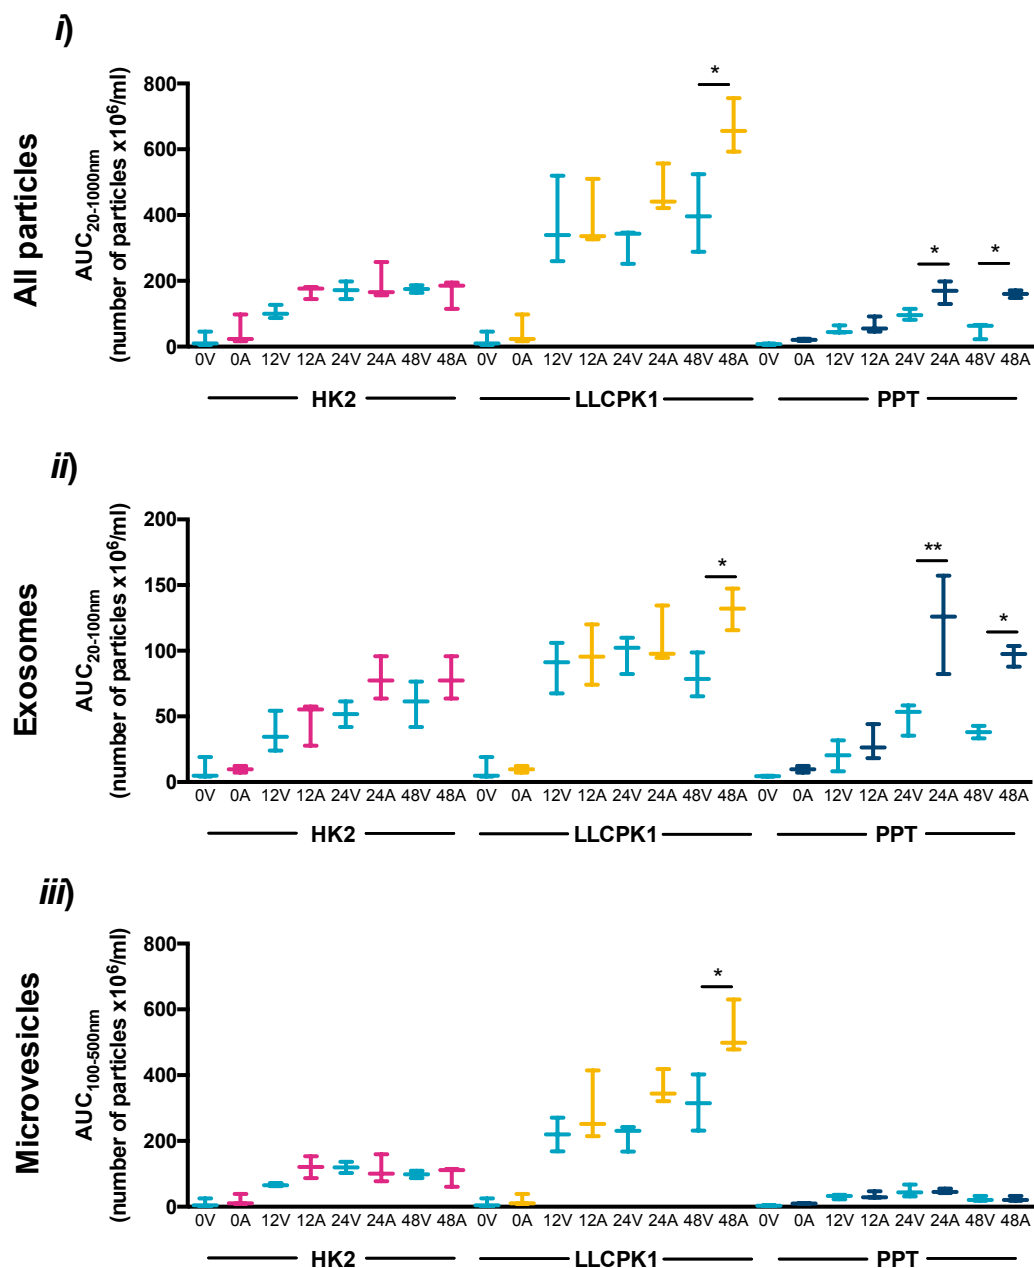 i)
All particles
AUC20-1000nm
(number of particles x10⁶/ml)
800
600
400
200
0
* * *
0V 0A 12V 12A 24V 24A 48V 48A 0V 0A 12V 12A 24V 24A 48V 48A 0V 0A 12V 12A 24V 24A 48V 48A
HK2 LLCPK1 PPT
ii)
Exosomes
AUC20-100nm
(number of particles x10⁶/ml)
200
150
100
50
0
* ** *
0V 0A 12V 12A 24V 24A 48V 48A 0V 0A 12V 12A 24V 24A 48V 48A 0V 0A 12V 12A 24V 24A 48V 48A
HK2 LLCPK1 PPT
iii)
Microvesicles
AUC100-500nm
(number of particles x10⁶/ml)
800
600
400
200
0
*
0V 0A 12V 12A 24V 24A 48V 48A 0V 0A 12V 12A 24V 24A 48V 48A 0V 0A 12V 12A 24V 24A 48V 48A
HK2 LLCPK1 PPT